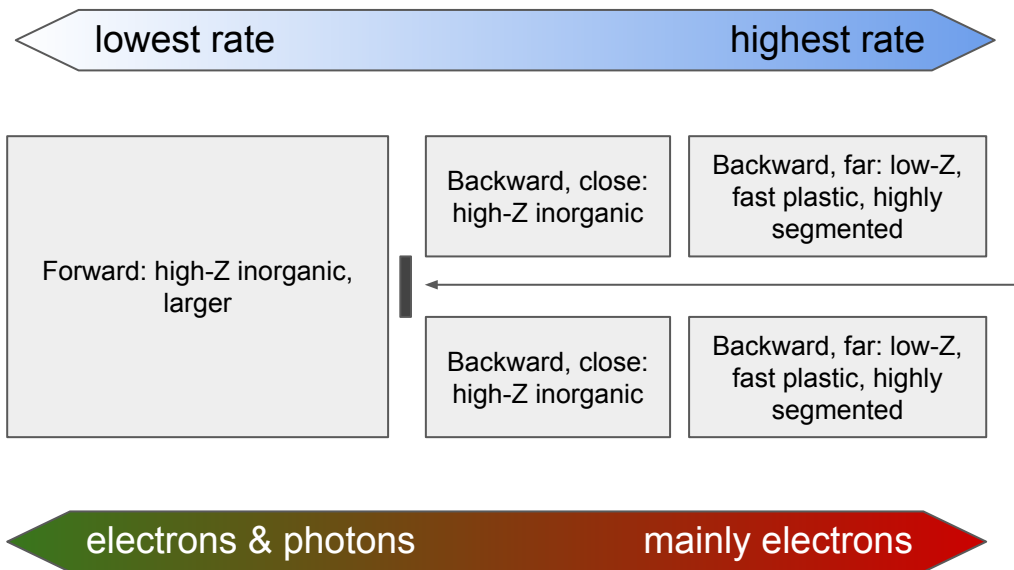 lowest rate
highest rate
Forward: high-Z inorganic,
larger
Backward, close:
high-Z inorganic
Backward, far: low-Z,
fast plastic, highly
segmented
Backward, close:
high-Z inorganic
Backward, far: low-Z,
fast plastic, highly
segmented
electrons & photons
mainly electrons